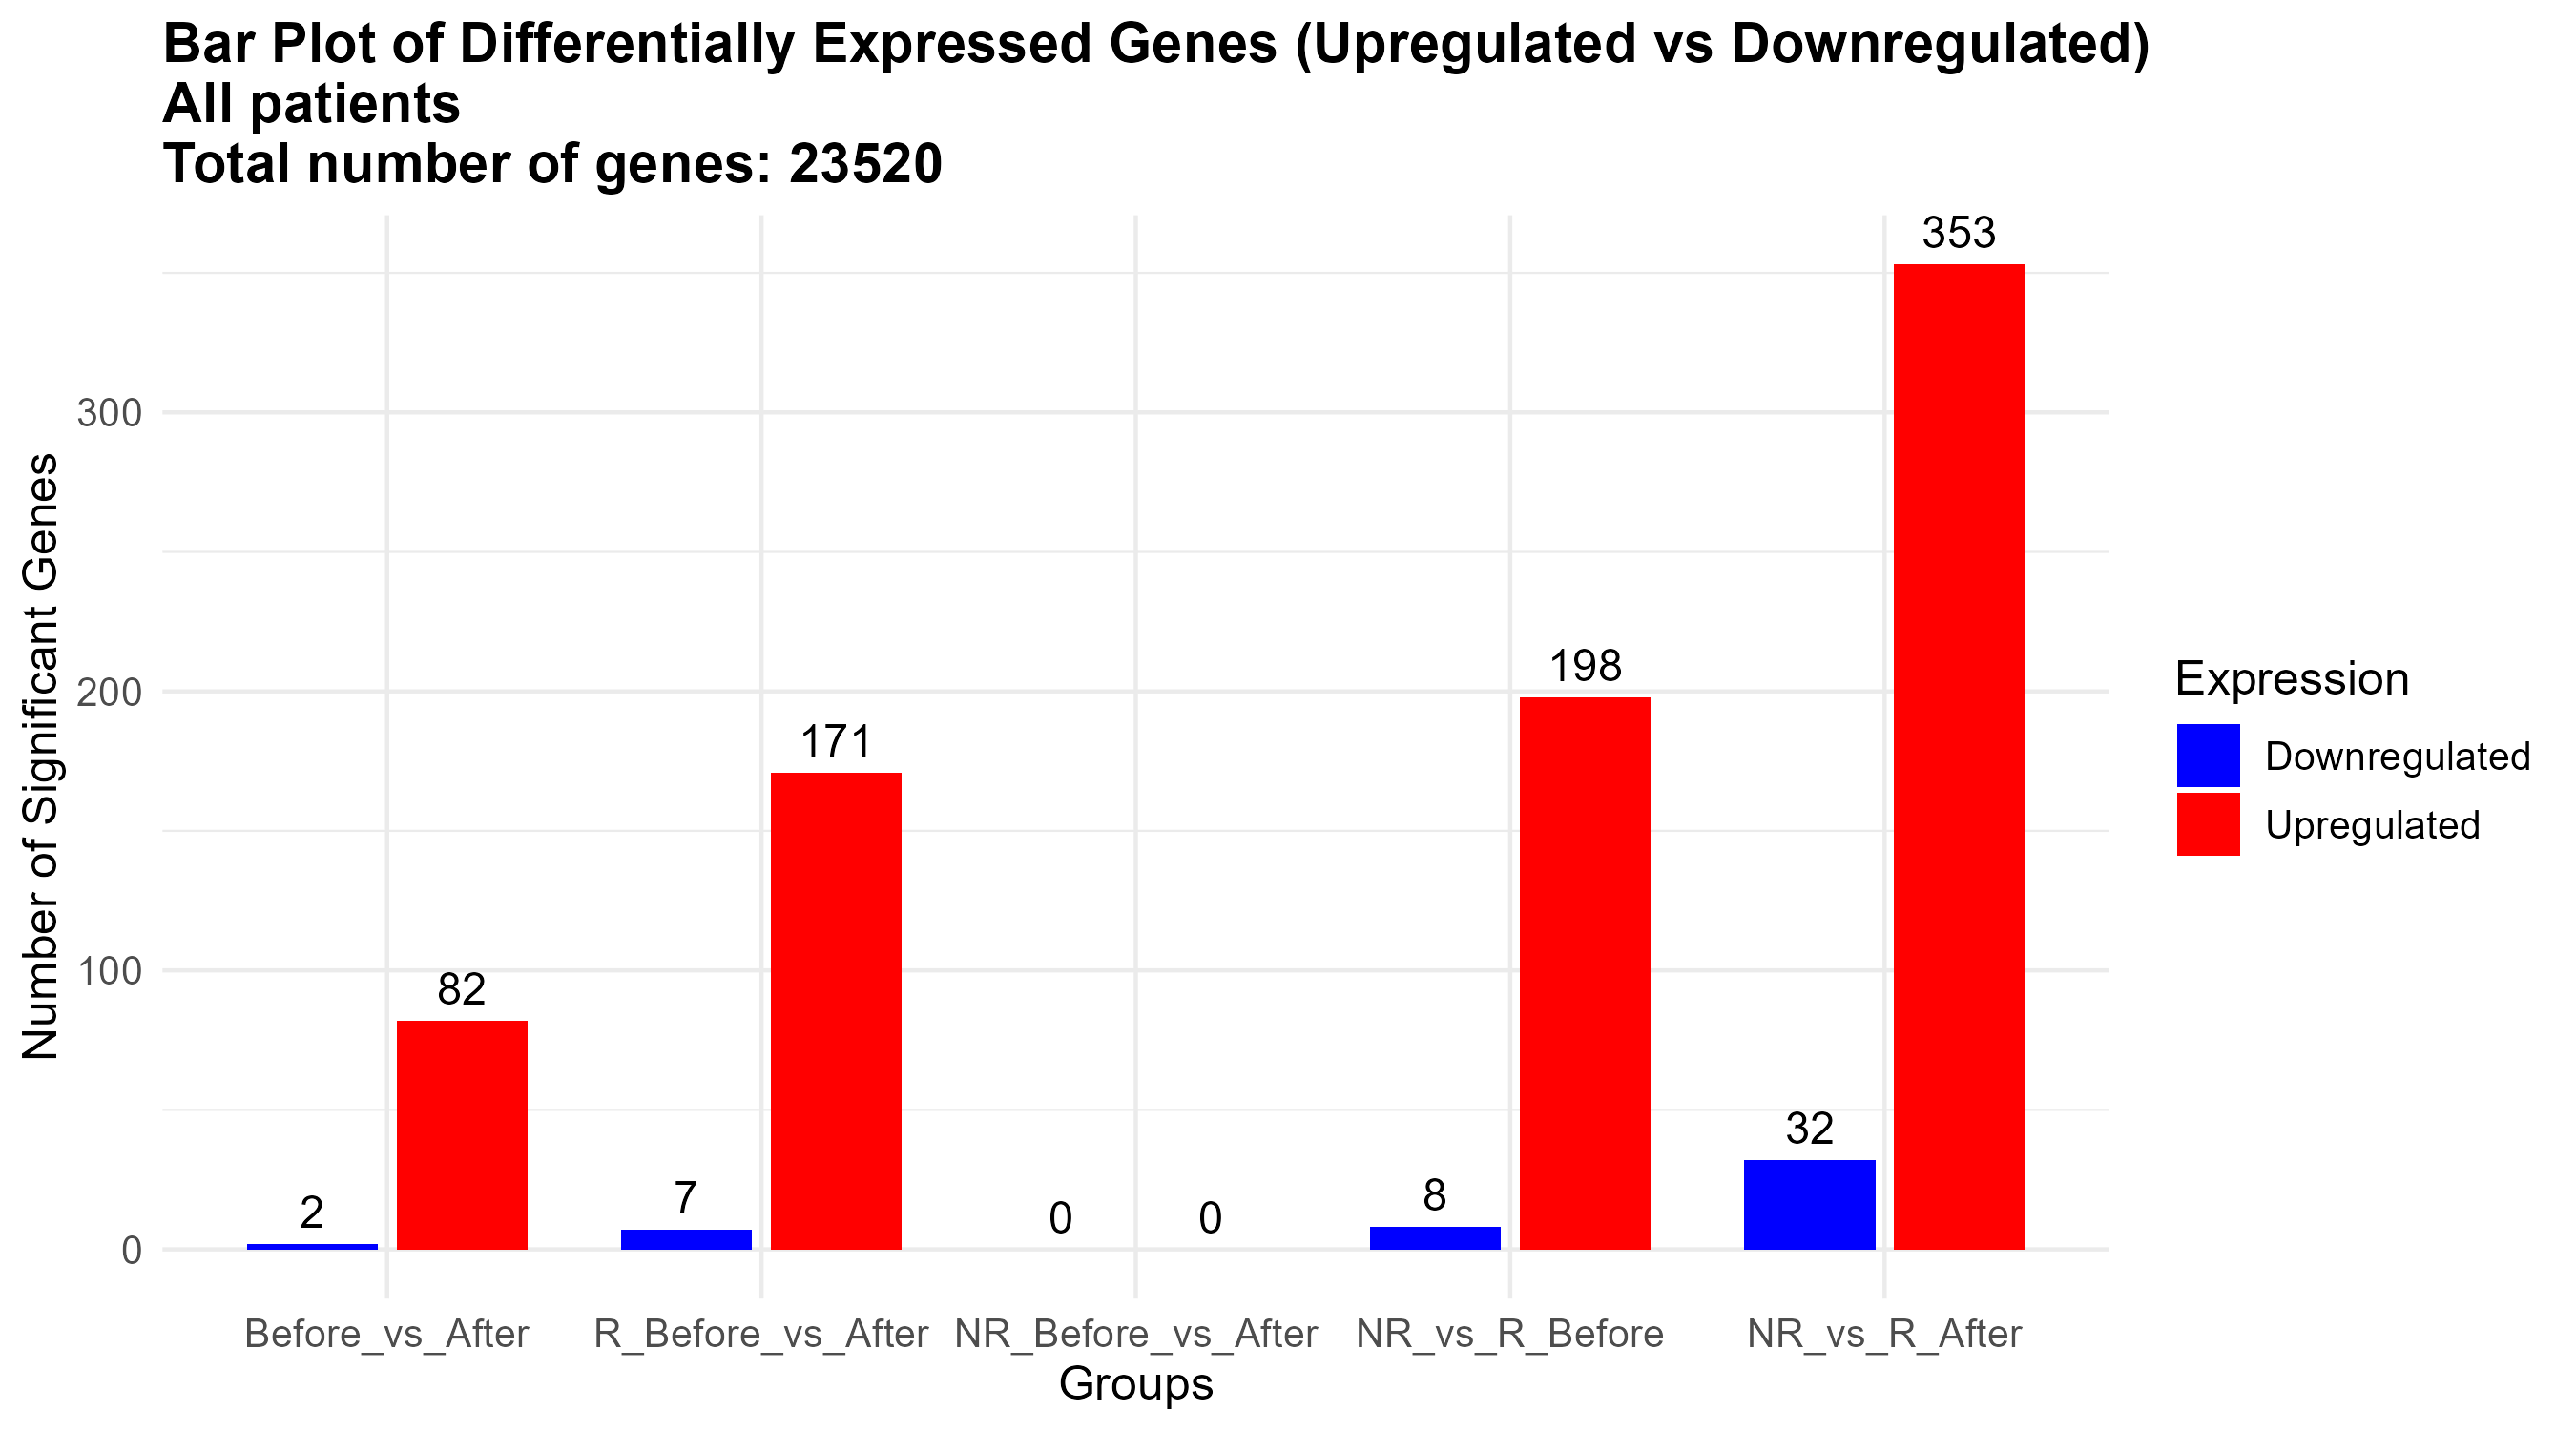 Bar Plot of Differentially Expressed Genes (Upregulated vs Downregulated)
All patients
Total number of genes: 23520
Number of Significant Genes
300
200
100
0
2
82
7
171
0
0
8
198
32
353
Before_vs_After
R_Before_vs_After
NR_Before_vs_After
NR_vs_R_Before
NR_vs_R_After
Groups
Expression
Downregulated
Upregulated